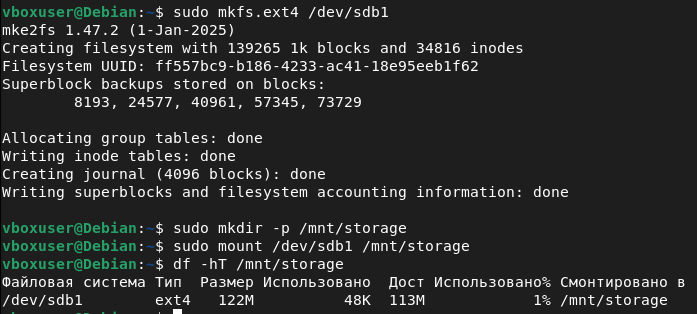 vboxuser@Debian:~$ sudo mkfs.ext4 /dev/sdb1
mke2fs 1.47.2 (1-Jan-2025)
Creating filesystem with 139265 1k blocks and 34816 inodes
Filesystem UUID: ff557bc9-b186-4233-ac41-18e95eeb1f62
Superblock backups stored on blocks:
        8193, 24577, 40961, 57345, 73729

Allocating group tables: done
Writing inode tables: done
Creating journal (4096 blocks): done
Writing superblocks and filesystem accounting information: done

vboxuser@Debian:~$ sudo mkdir -p /mnt/storage
vboxuser@Debian:~$ sudo mount /dev/sdb1 /mnt/storage
vboxuser@Debian:~$ df -hT /mnt/storage
Файловая система Тип  Размер Использовано  Дост Использовано% Смонтировано в
/dev/sdb1        ext4   122M          48K  113M            1% /mnt/storage
vboxuser@Debian:~$